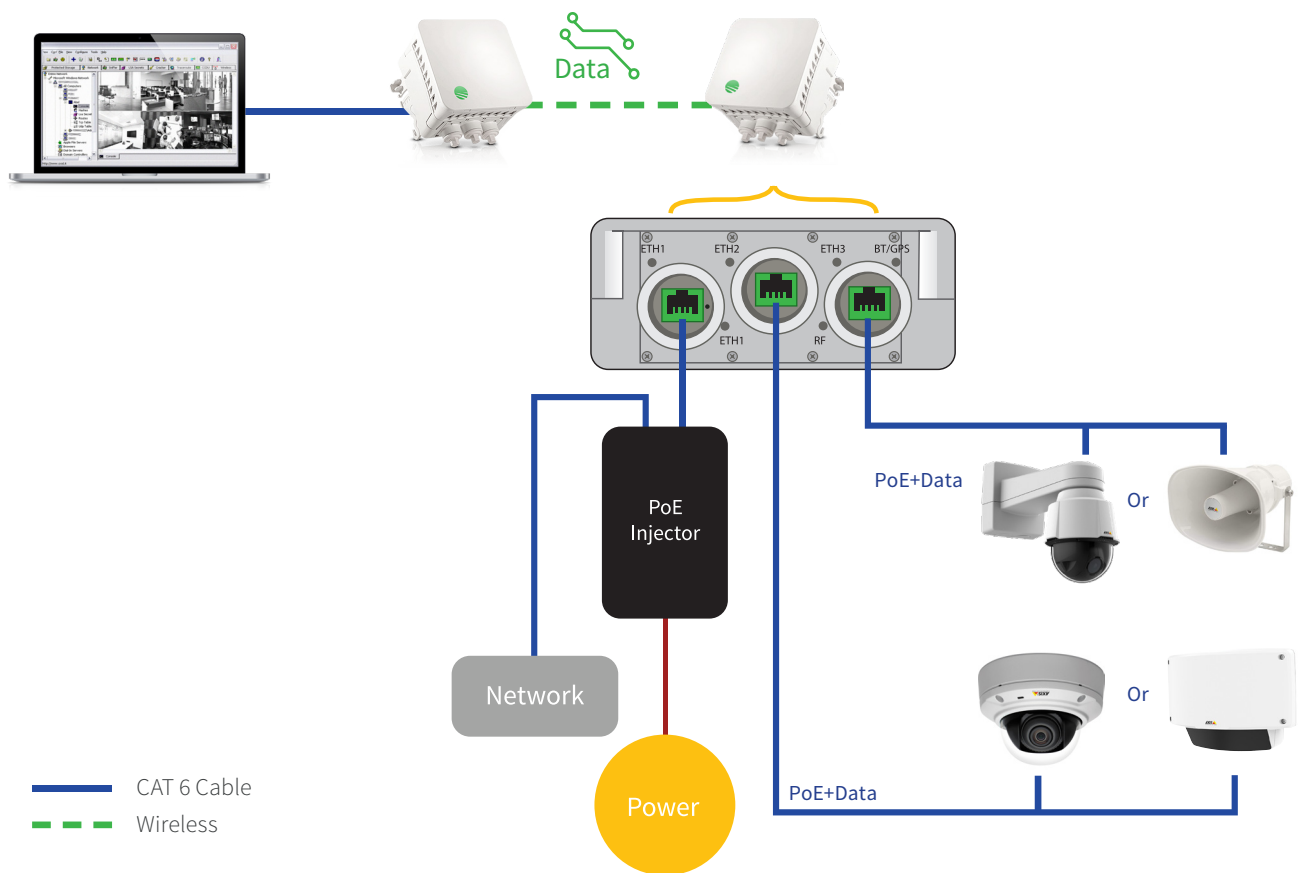 Data
ETH1
ETH2
ETH3
BT/GPS
ETH1
RF
PoE
Injector
PoE+Data
Or
Network
Or
Power
PoE+Data
CAT 6 Cable
Wireless